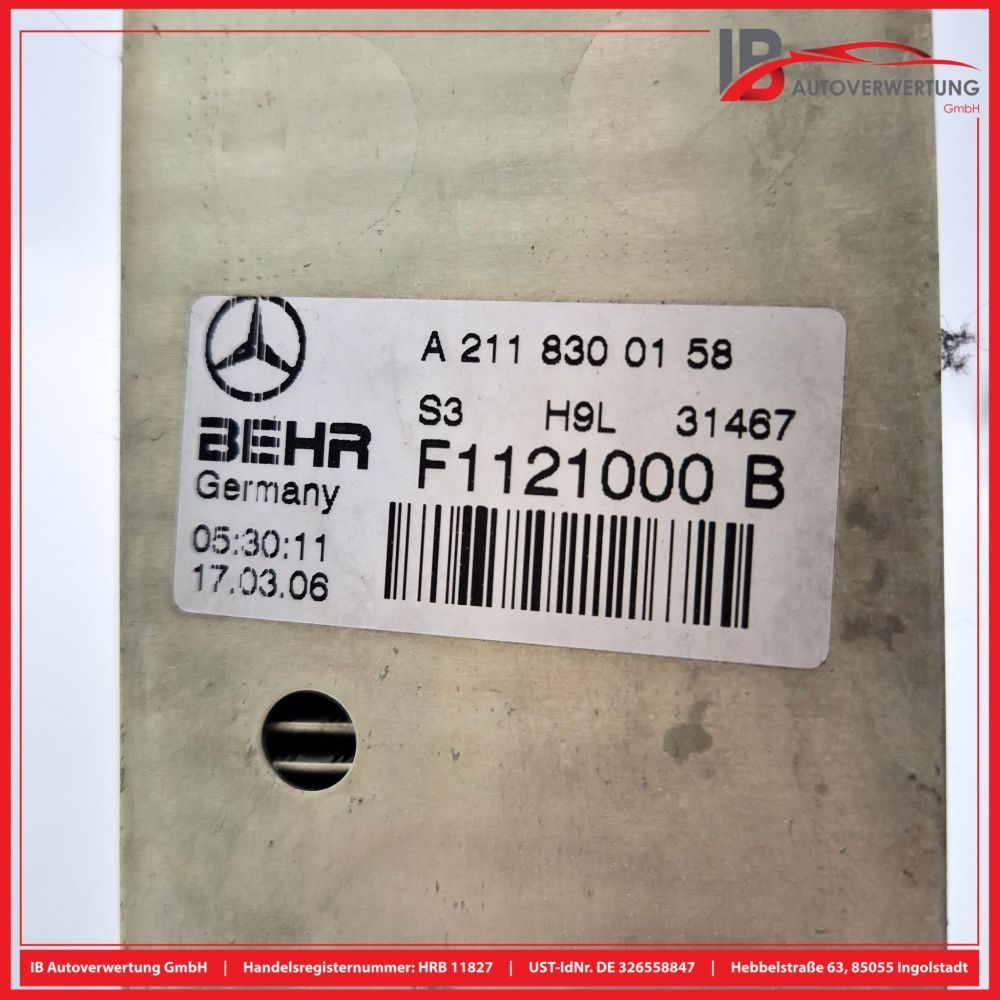 IB AUTOVERWERTUNG
GmbH
A 211 830 01 58
S3 H9L 31467
BEHR
F1121000 B
Germany
05:30:11
17.03.06
IB Autoverwertung GmbH | Handelsregisternummer: HRB 11827 | UST-IdNr. DE 326558847 | Hebbelstraße 63, 85055 Ingolstadt